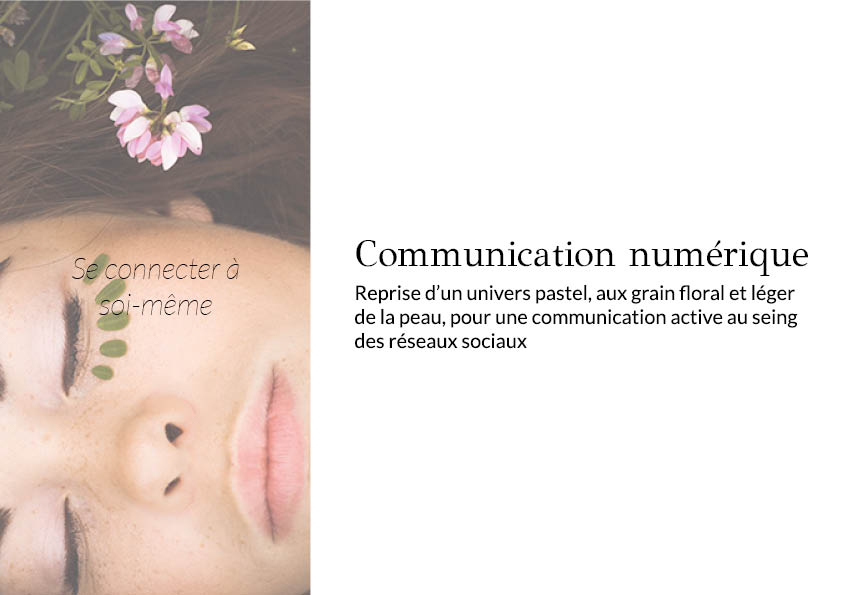 Se connecter à
soi-même
Communication numérique
Reprise d’un univers pastel, aux grain floral et léger
de la peau, pour une communication active au seing
des réseaux sociaux